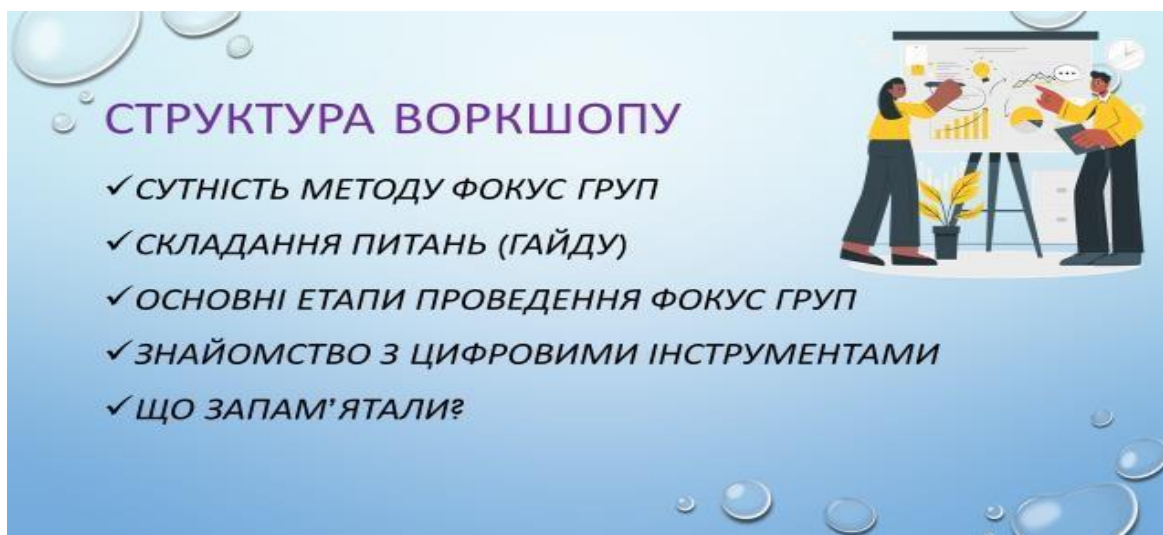 СТРУКТУРА ВОРКШОПУ
✓СУТНІСТЬ МЕТОДУ ФОКУС ГРУП
✓СКЛАДАННЯ ПИТАНЬ (ГАЙДУ)
✓ОСНОВНІ ЕТАПИ ПРОВЕДЕННЯ ФОКУС ГРУП
✓ЗНАЙОМСТВО З ЦИФРОВИМИ ІНСТРУМЕНТАМИ
✓ЩО ЗАПАМ’ЯТАЛИ?